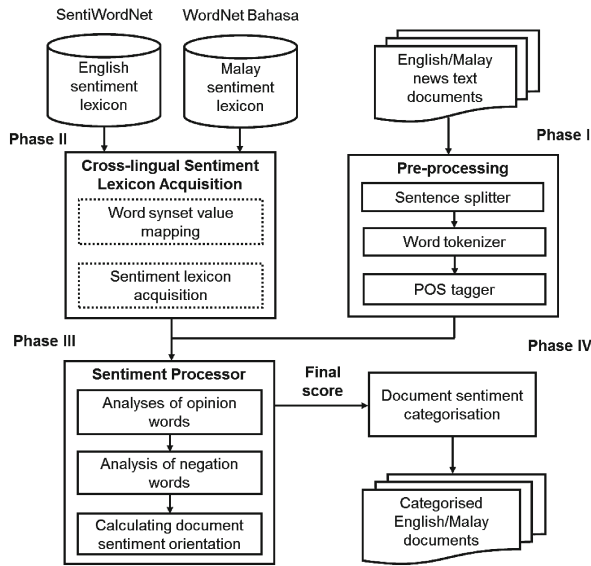 SentiWordNet
WordNet Bahasa
English
sentiment
lexicon
Malay
sentiment
lexicon
English/Malay
news text
documents
Phase II
Phase I
Cross-lingual Sentiment
Lexicon Acquisition
Word synset value
mapping
Sentiment lexicon
acquisition
Pre-processing
Sentence splitter
Word tokenizer
POS tagger
Phase III
Phase IV
Sentiment Processor
Analyses of opinion
words
Analysis of negation
words
Calculating document
sentiment orientation
Final
score
Document sentiment
categorisation
Categorised
English/Malay
documents